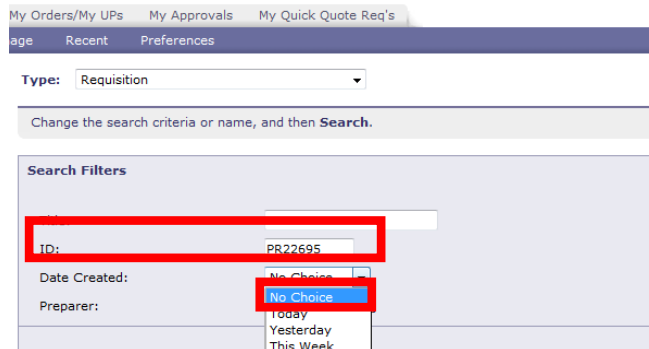 My Orders/My UPs My Approvals My Quick Quote Req's
age Recent Preferences
Type: Requisition
Change the search criteria or name, and then Search.
Search Filters
ID: PR22695
Date Created: No Choice
No Choice
Preparer:
Today
Yesterday
This Week